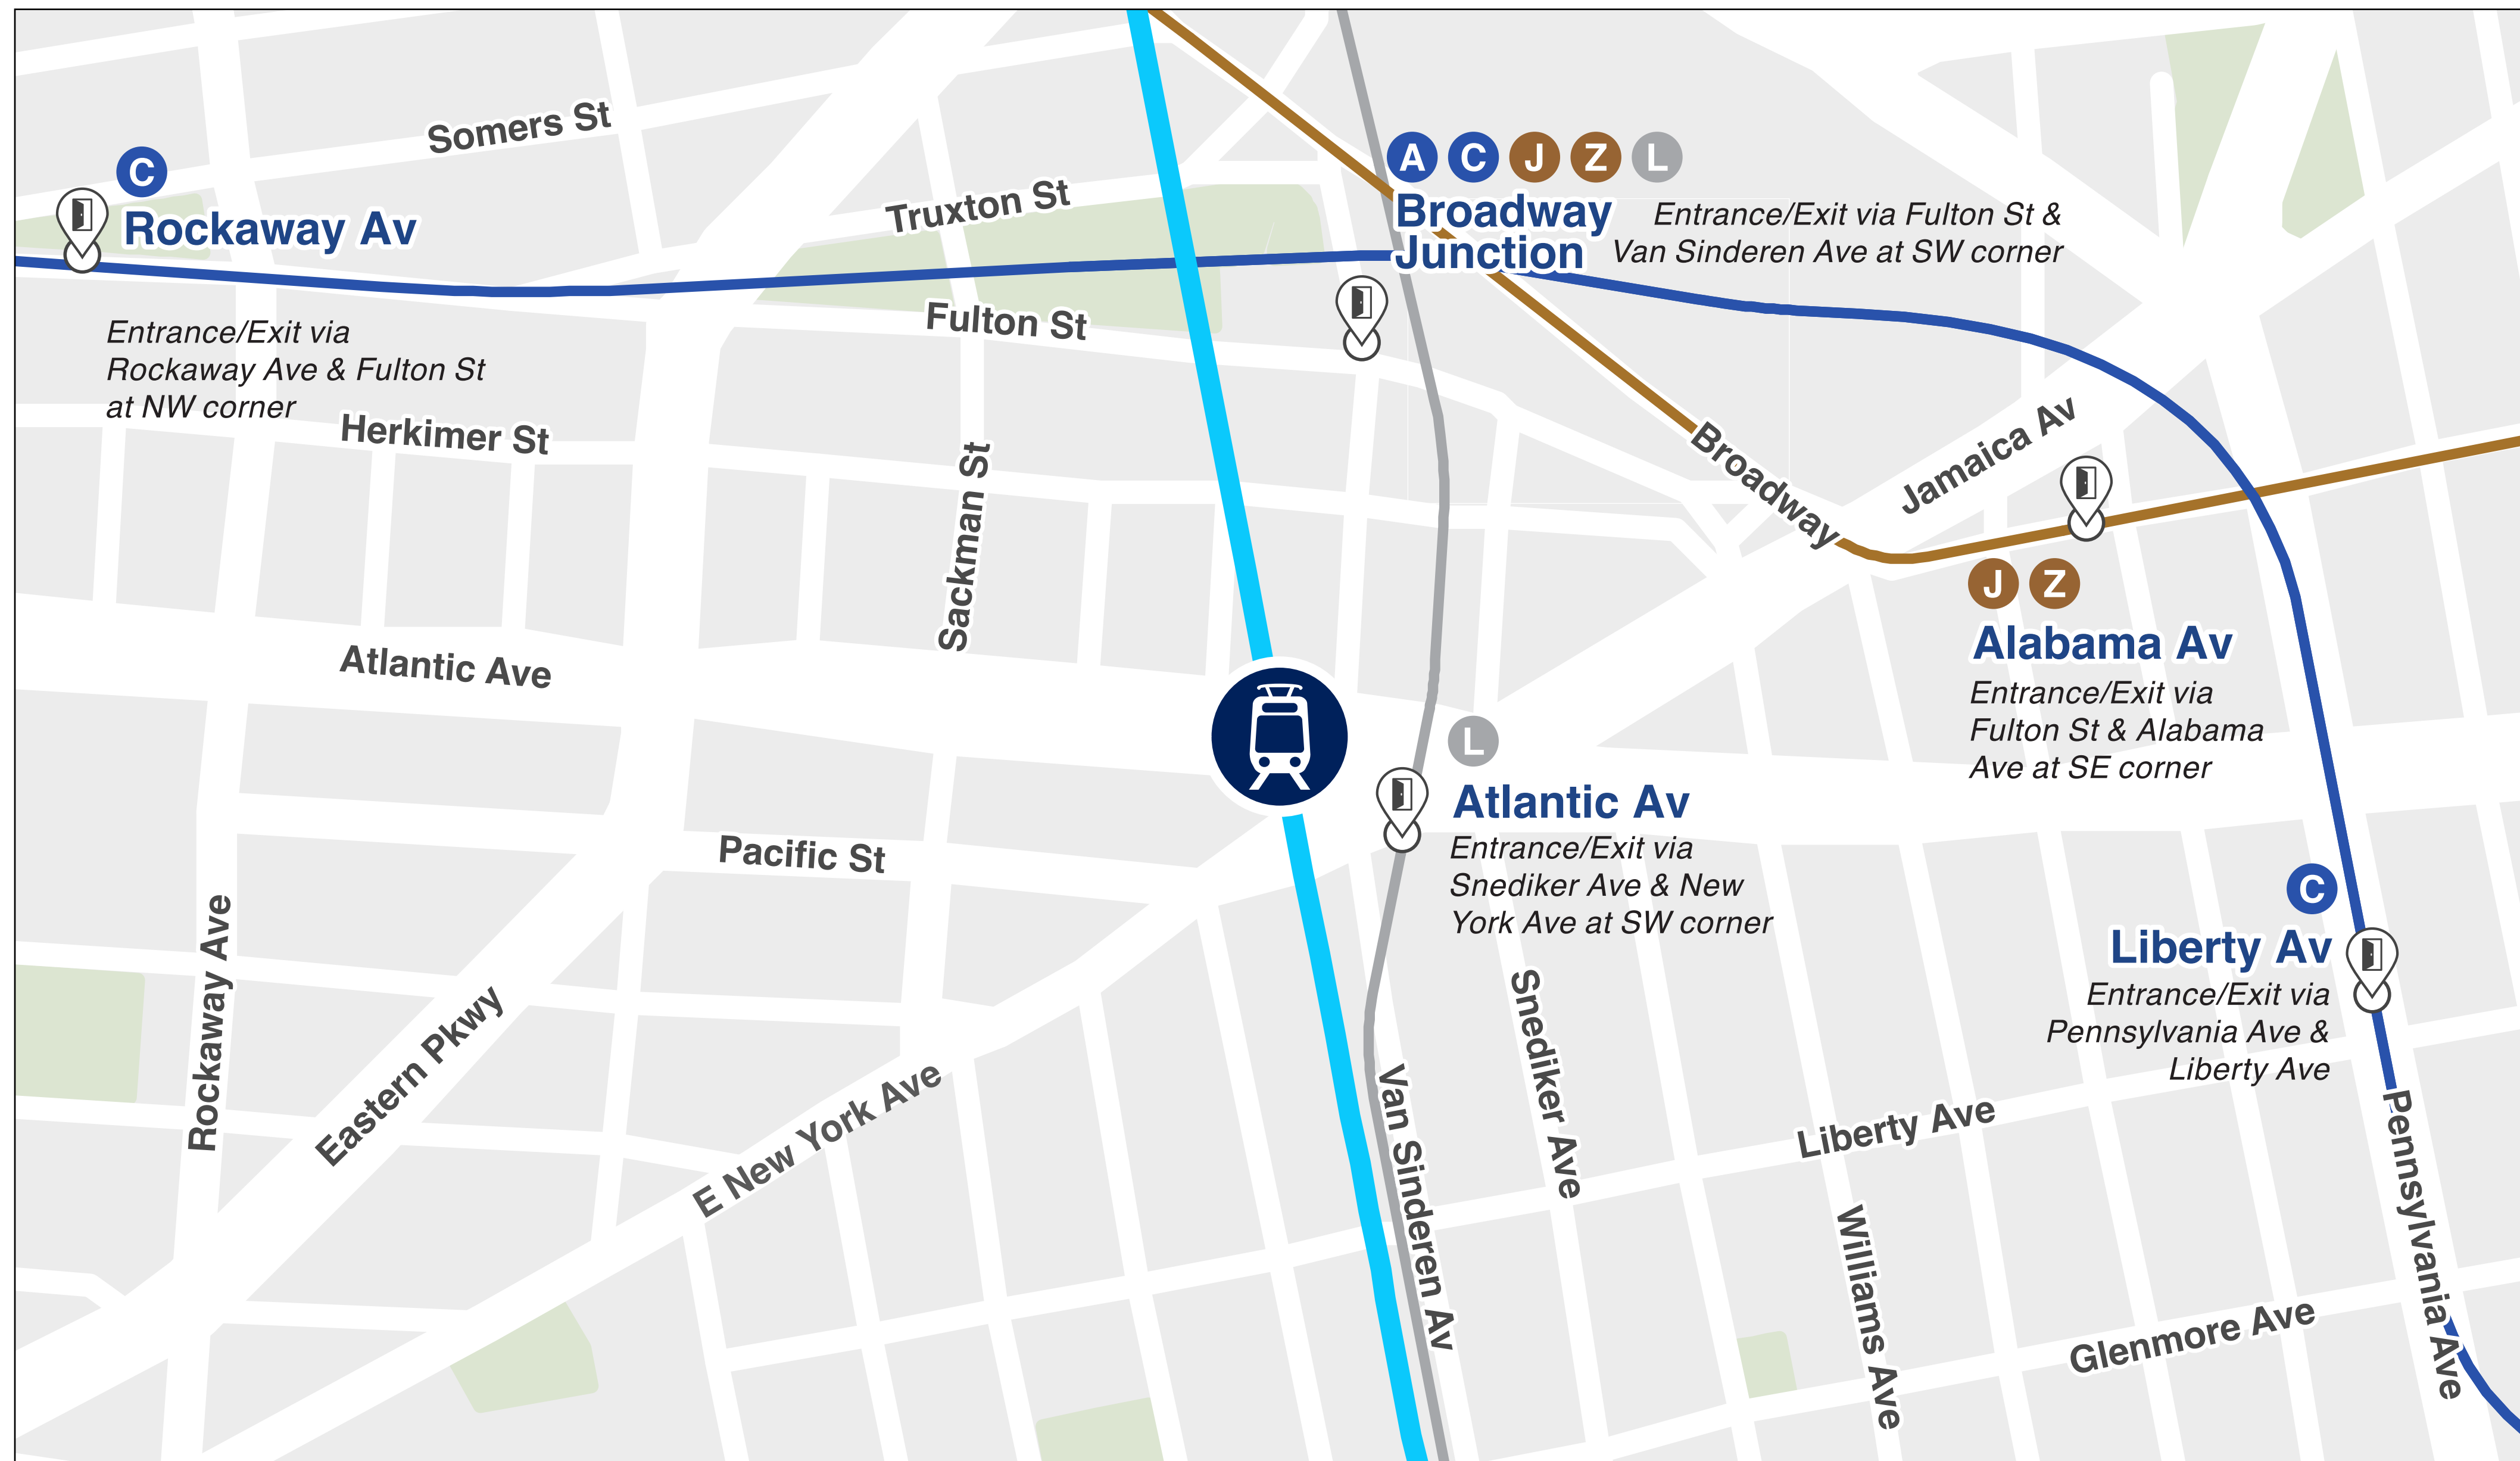 Somers St
C
Rockaway Av
Entrance/Exit via
Rockaway Ave & Fulton St
at NW corner
Truxton St
A C J Z L
Broadway
Junction
Entrance/Exit via Fulton St &
Van Sinderen Ave at SW corner
Fulton St
Herkimer St
Sackman St
Broadway
Jamaica Av
J Z
Alabama Av
Entrance/Exit via
Fulton St & Alabama
Ave at SE corner
Atlantic Ave
L
Atlantic Av
Entrance/Exit via
Snediker Ave & New
York Ave at SW corner
Pacific St
C
Liberty Av
Entrance/Exit via
Pennsylvania Ave &
Liberty Ave
Rockaway Ave
Eastern Pkwy
E New York Ave
Van Sinderen Av
Snediker Ave
Liberty Ave
Williams Ave
Glenmore Ave
Pennsylvania Ave